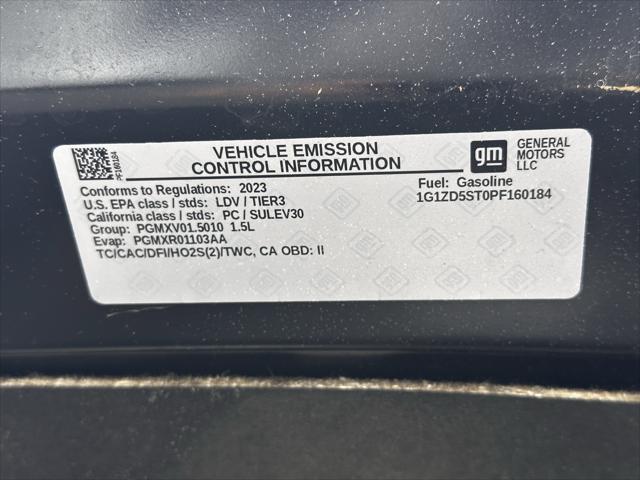 PF160184
VEHICLE EMISSION
CONTROL INFORMATION
gm
GENERAL
MOTORS
LLC
Conforms to Regulations: 2023
U.S. EPA class / stds: LDV / TIER3
California class / stds: PC / SULEV30
Group: PGMXV01.5010 1.5L
Evap: PGMXR01103AA
TC/CAC/DFI/HO2S(2)/TWC, CA OBD: II
Fuel: Gasoline
1G1ZD5ST0PF160184